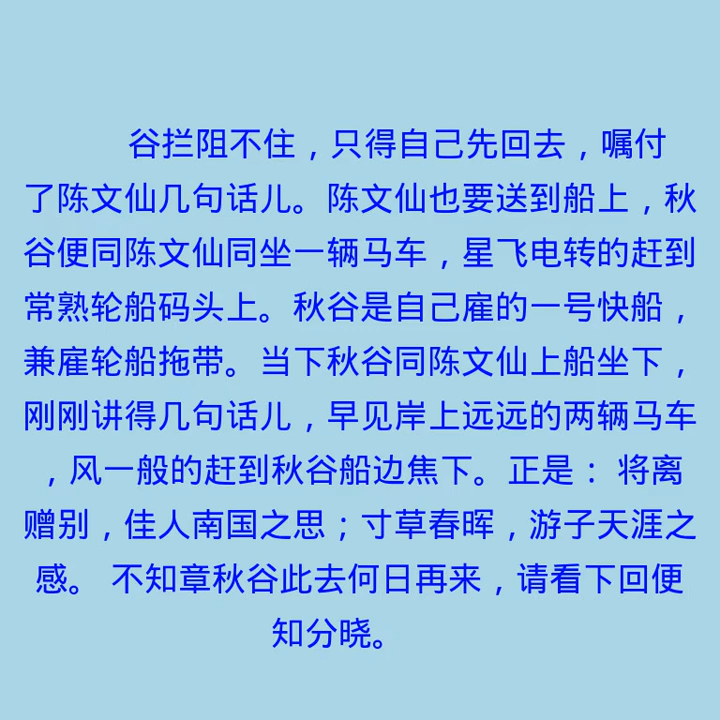 谷拦阻不住，只得自己先回去，嘱付
了陈文仙几句话儿。陈文仙也要送到船上，秋
谷便同陈文仙同坐一辆马车，星飞电转的赶到
常熟轮船码头上。秋谷是自己雇的一号快船，
兼雇轮船拖带。当下秋谷同陈文仙上船坐下，
刚刚讲得几句话儿，早见岸上远远的两辆马车
，风一般的赶到秋谷船边焦下。正是： 将离
赠别，佳人南国之思；寸草春晖，游子天涯之
感。 不知章秋谷此去何日再来，请看下回便
知分晓。